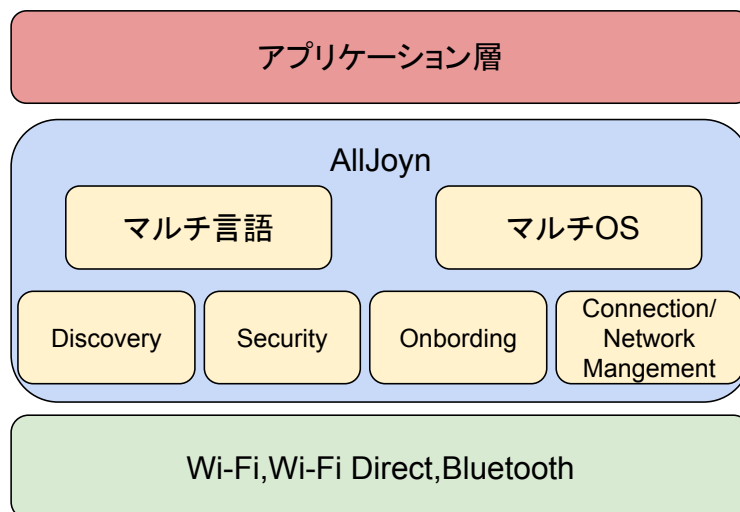 アプリケーション層
AllJoyn
マルチ言語
マルチOS
Discovery
Security
Onbording
Connection/
Network
Mangement
Wi-Fi,Wi-Fi Direct,Bluetooth